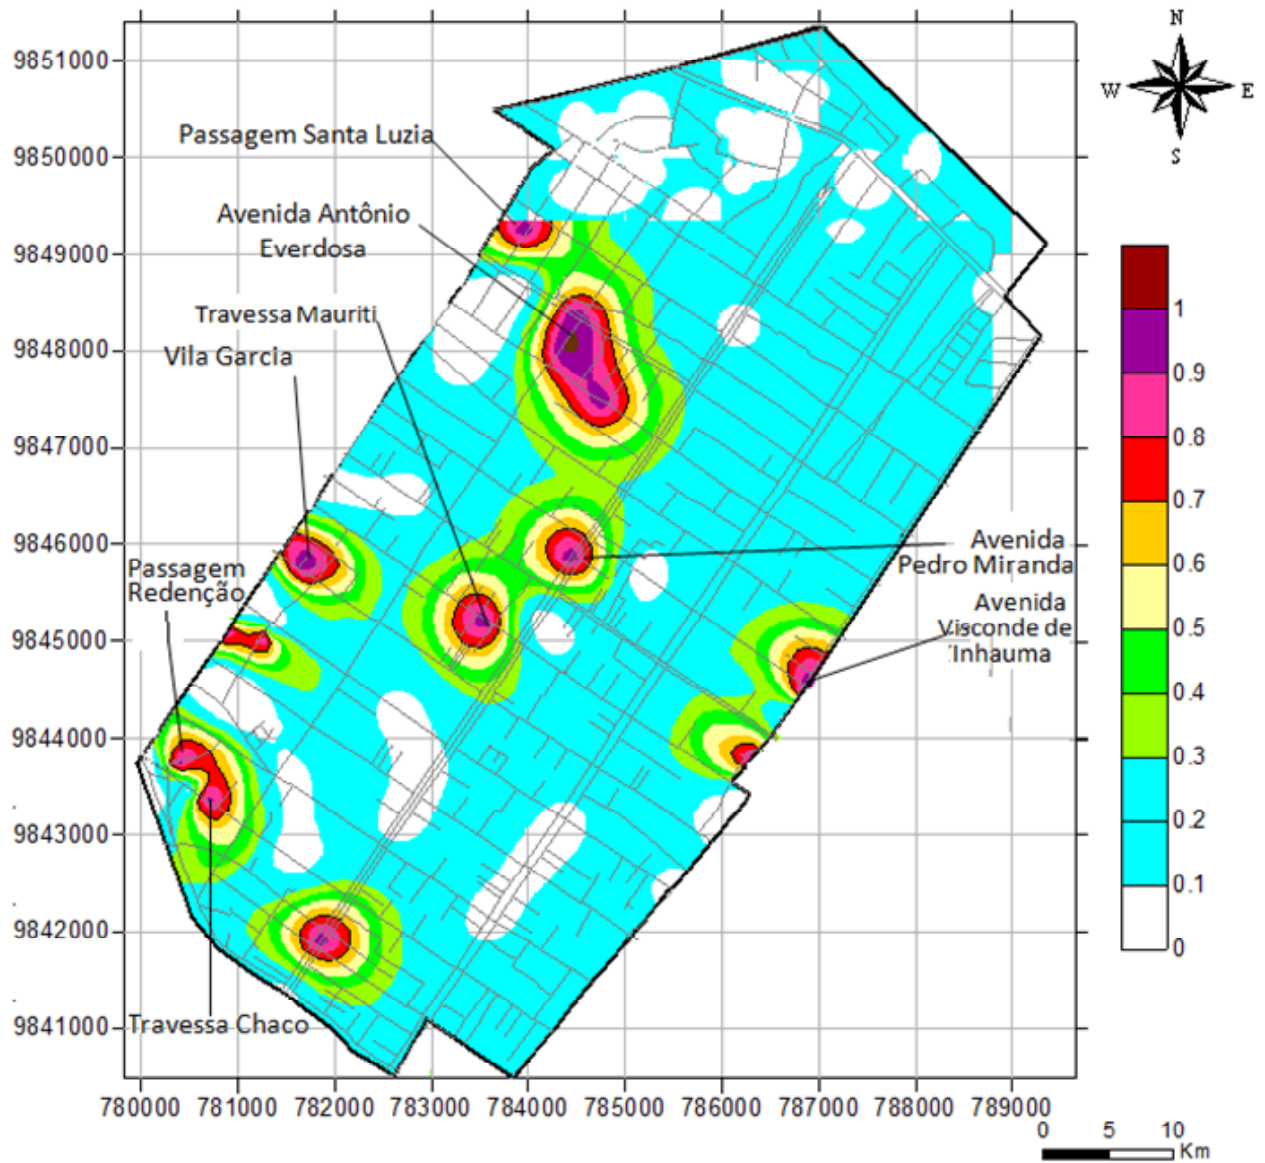 N
W E
S
9851000
9850000
9849000
9848000
9847000
9846000
9845000
9844000
9843000
9842000
9841000
Passagem Santa Luzia
Avenida Antônio
Everdosa
Travessa Mauriti
Vila Garcia
Passagem
Redenção
Avenida
Pedro Miranda
Avenida
Visconde de
Inhauma
Travessa Chaco
1
0.9
0.8
0.7
0.6
0.5
0.4
0.3
0.2
0.1
0
780000 781000 782000 783000 784000 785000 786000 787000 788000 789000
0 5 10
Km